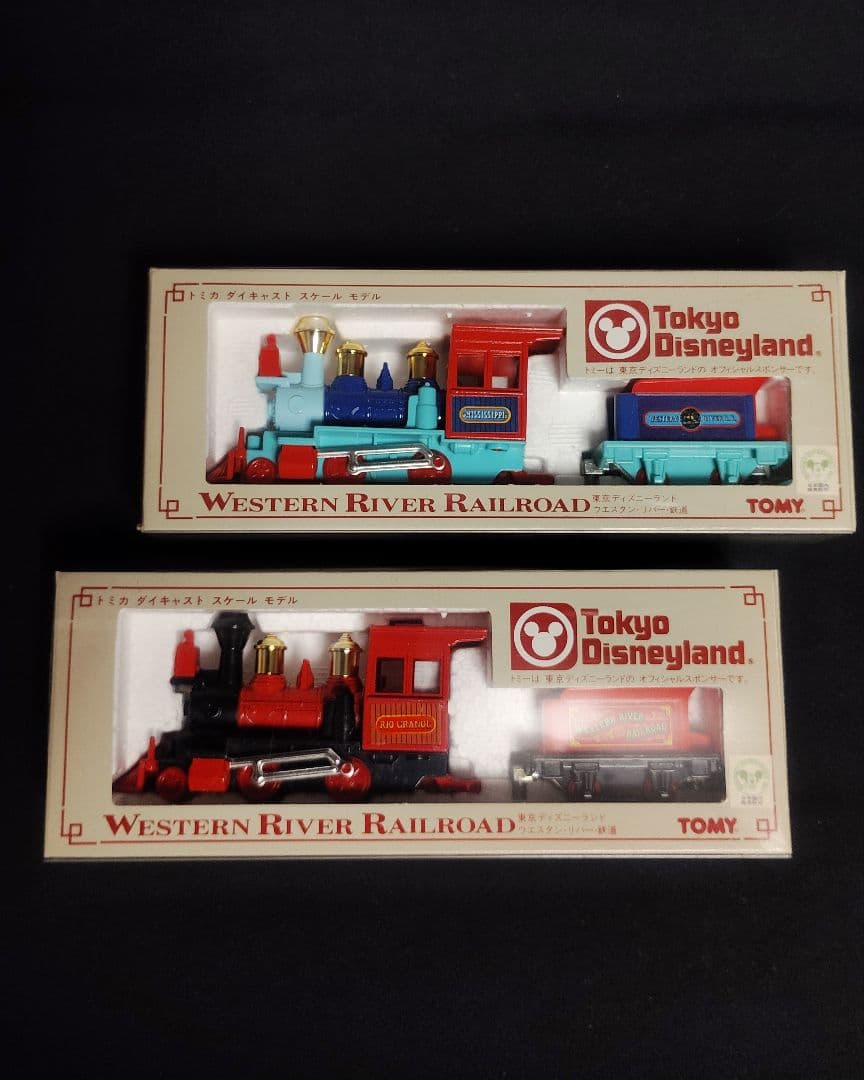 トミカ ダイキャスト スケール モデル
Tokyo
Disneyland®
トミーは 東京ディズニーランドの オフィシャルスポンサーです。
MISSISSIPPI
WESTERN RIVER R.R.
WESTERN RIVER RAILROAD
東京ディズニーランド
ウエスタン・リバー・鉄道
TOMY
トミカ ダイキャスト スケール モデル
Tokyo
Disneyland®
トミーは 東京ディズニーランドの オフィシャルスポンサーです。
RIO GRANDE
WESTERN RIVER
RAILROAD
WESTERN RIVER RAILROAD
東京ディズニーランド
ウエスタン・リバー・鉄道
TOMY